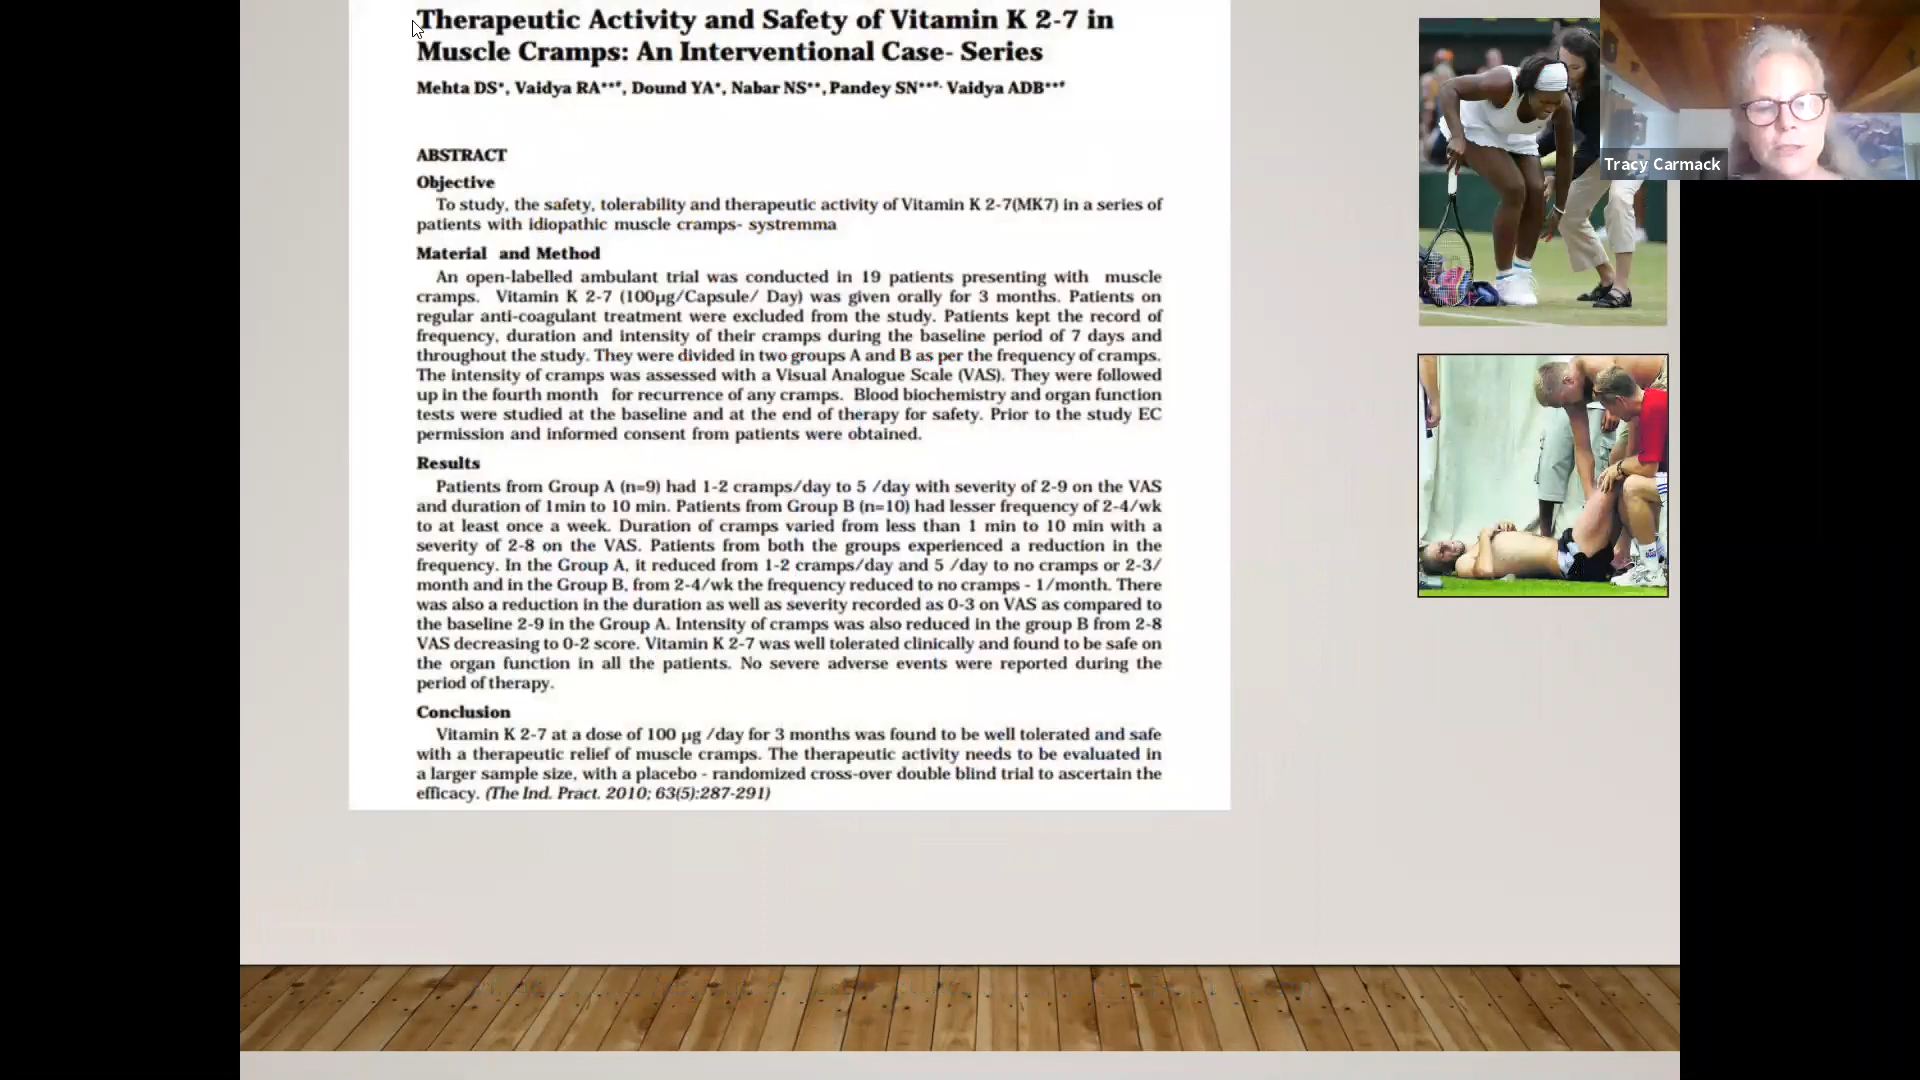 Therapeutic Activity and Safety of Vitamin K 2-7 in
Muscle Cramps: An Interventional Case- Series
Mehta DS*, Vaidya RA***, Dound YA*, Nabar NS**, Pandey SN***, Vaidya ADB***
ABSTRACT
Objective
To study, the safety, tolerability and therapeutic activity of Vitamin K 2-7(MK7) in a series of
patients with idiopathic muscle cramps- systremma
Material and Method
An open-labelled ambulant trial was conducted in 19 patients presenting with muscle
cramps. Vitamin K 2-7 (100µg/Capsule/ Day) was given orally for 3 months. Patients on
regular anti-coagulant treatment were excluded from the study. Patients kept the record of
frequency, duration and intensity of their cramps during the baseline period of 7 days and
throughout the study. They were divided in two groups A and B as per the frequency of cramps.
The intensity of cramps was assessed with a Visual Analogue Scale (VAS). They were followed
up in the fourth month for recurrence of any cramps. Blood biochemistry and organ function
tests were studied at the baseline and at the end of therapy for safety. Prior to the study EC
permission and informed consent from patients were obtained.
Results
Patients from Group A (n=9) had 1-2 cramps/day to 5 /day with severity of 2-9 on the VAS
and duration of 1min to 10 min. Patients from Group B (n=10) had lesser frequency of 2-4/wk
to at least once a week. Duration of cramps varied from less than 1 min to 10 min with a
severity of 2-8 on the VAS. Patients from both the groups experienced a reduction in the
frequency. In the Group A, it reduced from 1-2 cramps/day and 5 /day to no cramps or 2-3/
month and in the Group B, from 2-4/wk the frequency reduced to no cramps - 1/month. There
was also a reduction in the duration as well as severity recorded as 0-3 on VAS as compared to
the baseline 2-9 in the Group A. Intensity of cramps was also reduced in the group B from 2-8
VAS decreasing to 0-2 score. Vitamin K 2-7 was well tolerated clinically and found to be safe on
the organ function in all the patients. No severe adverse events were reported during the
period of therapy.
Conclusion
Vitamin K 2-7 at a dose of 100 µg /day for 3 months was found to be well tolerated and safe
with a therapeutic relief of muscle cramps. The therapeutic activity needs to be evaluated in
a larger sample size, with a placebo - randomized cross-over double blind trial to ascertain the
efficacy. (The Ind. Pract. 2010; 63(5):287-291)
Tracy Carmack